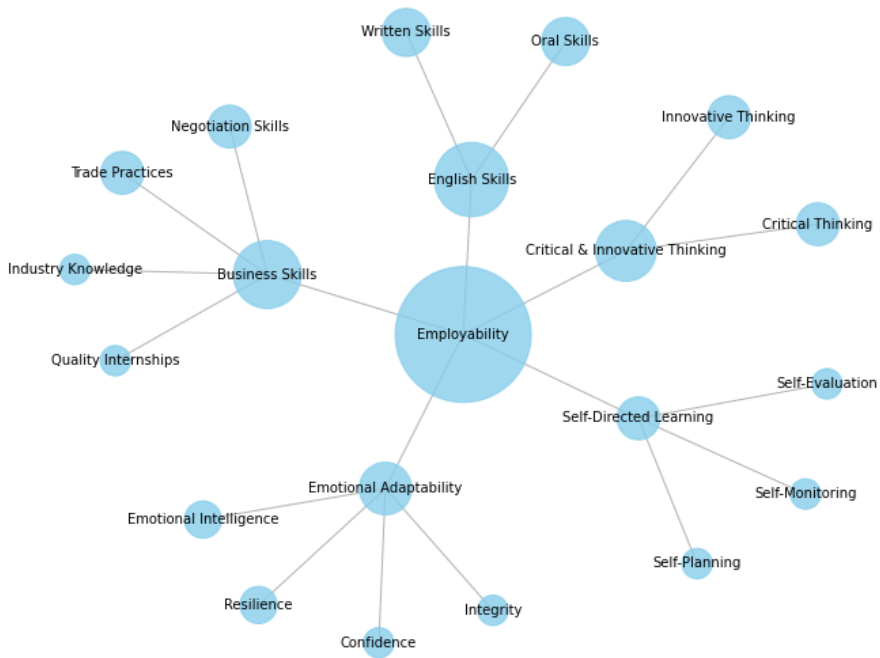 Written Skills
Oral Skills
Innovative Thinking
Negotiation Skills
Trade Practices
English Skills
Critical Thinking
Critical & Innovative Thinking
Industry Knowledge
Business Skills
Employability
Quality Internships
Self-Evaluation
Self-Directed Learning
Emotional Adaptability
Self-Monitoring
Emotional Intelligence
Self-Planning
Resilience
Integrity
Confidence